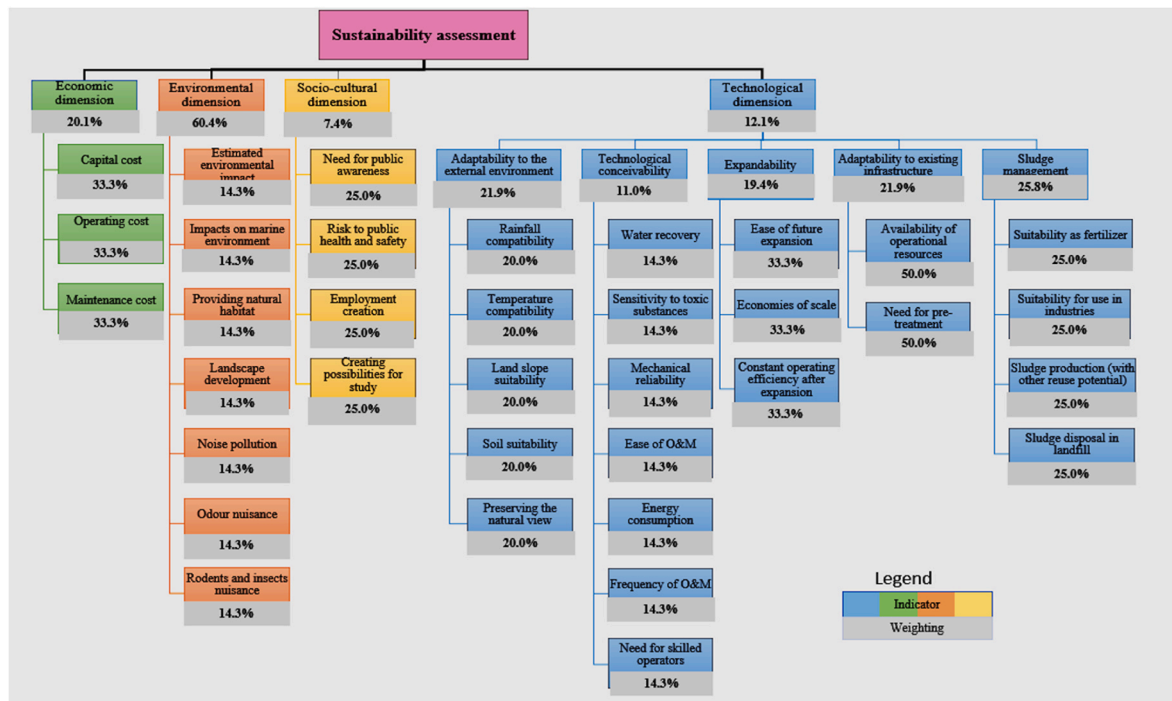 Sustainability assessment
Economic
dimension
20.1%
Capital cost
33.3%
Operating cost
33.3%
Maintenance cost
33.3%
Environmental
dimension
60.4%
Estimated
environmental
impact
14.3%
Impacts on marine
environment
14.3%
Providing natural
habitat
14.3%
Landscape
development
14.3%
Noise pollution
14.3%
Odour nuisance
14.3%
Rodents and insects
nuisance
14.3%
Socio-cultural
dimension
7.4%
Need for public
awareness
25.0%
Risk to public
health and safety
25.0%
Employment
creation
25.0%
Creating
possibilities for
study
25.0%
Technological
dimension
12.1%
Adaptability to the
external environment
21.9%
Rainfall
compatibility
20.0%
Temperature
compatibility
20.0%
Land slope
suitability
20.0%
Soil suitability
20.0%
Preserving the
natural view
20.0%
Technological
conceivability
11.0%
Water recovery
14.3%
Sensitivity to toxic
substances
14.3%
Mechanical
reliability
14.3%
Ease of O&M
14.3%
Energy
consumption
14.3%
Frequency of O&M
14.3%
Need for skilled
operators
14.3%
Expandability
19.4%
Ease of future
expansion
33.3%
Economies of scale
33.3%
Constant operating
efficiency after
expansion
33.3%
Adaptability to existing
infrastructure
21.9%
Availability of
operational
resources
50.0%
Need for pre-
treatment
50.0%
Sludge
management
25.8%
Suitability as fertilizer
25.0%
Suitability for use in
industries
25.0%
Sludge production (with
other reuse potential)
25.0%
Sludge disposal in
landfill
25.0%
Legend
Indicator
Weighting